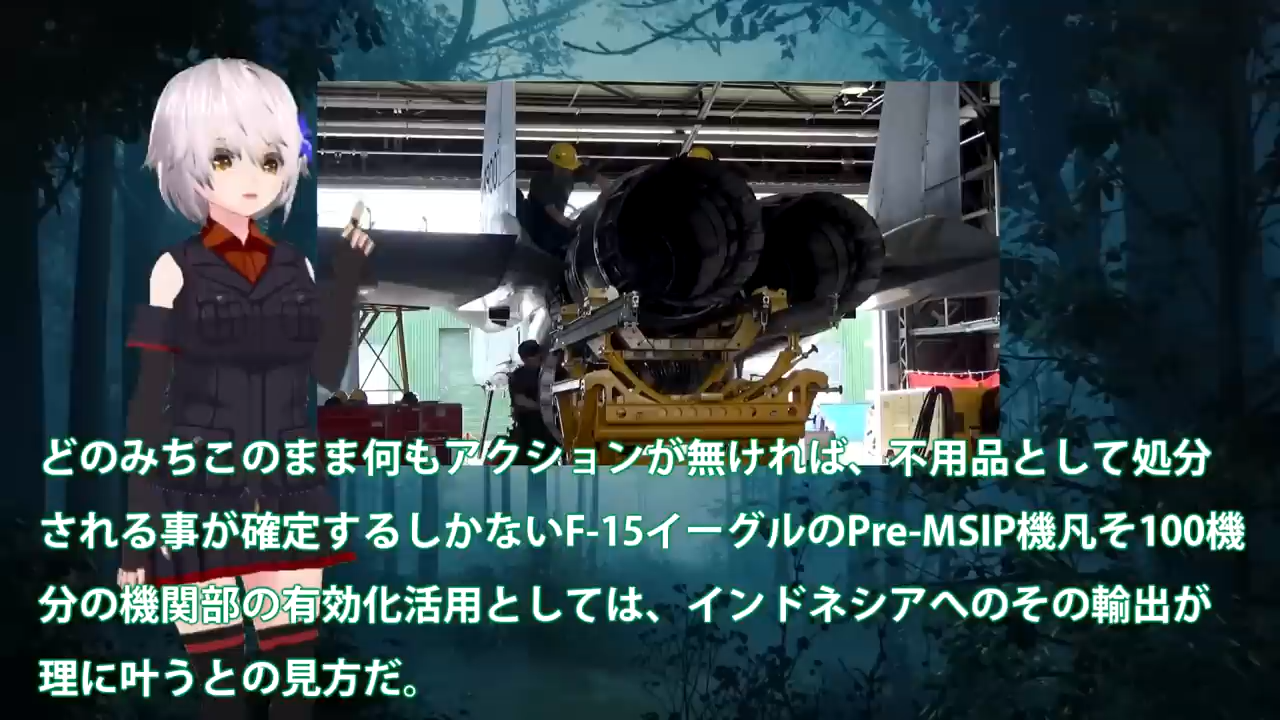 どのみちこのまま何もアクションが無ければ、不用品として処分
される事が確定するしかないF-15イーグルのPre-MSIP機凡そ100機
分の機関部の有効化活用としては、インドネシアへのその輸出が
理に叶うとの見方だ。